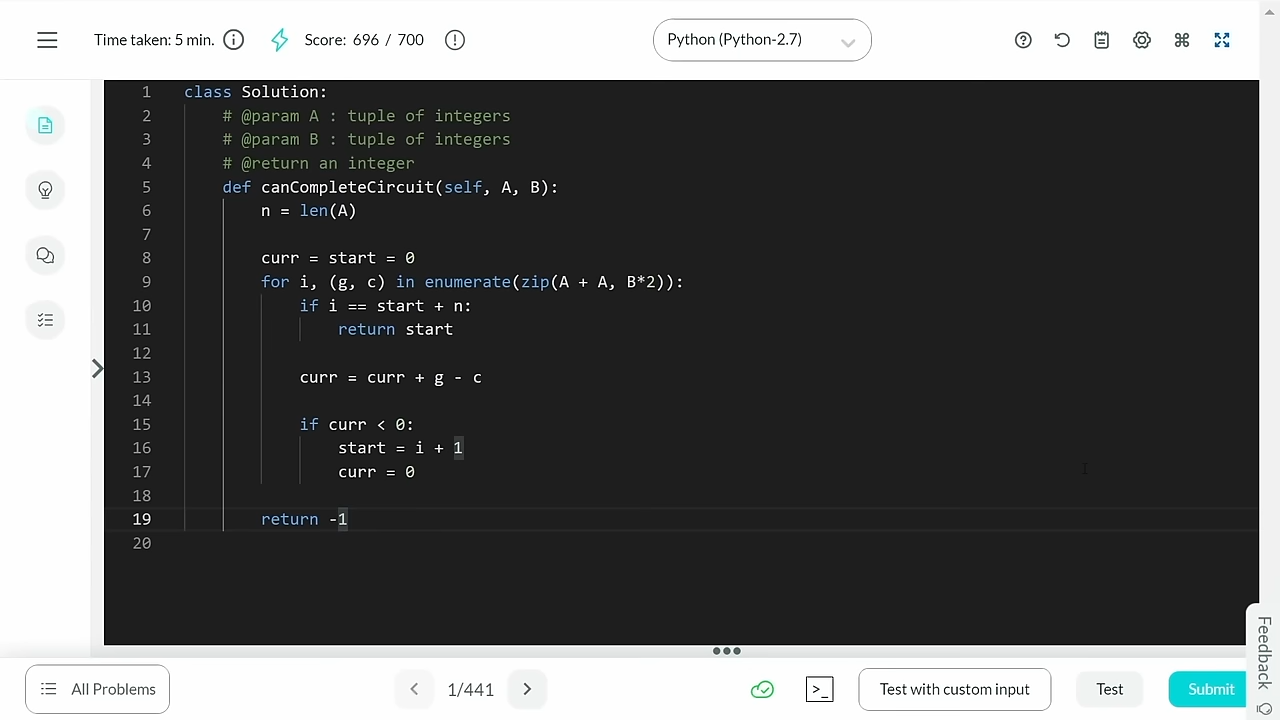 Time taken: 5 min. Score: 696 / 700 Python (Python-2.7)
1 class Solution:
2 # @param A : tuple of integers
3 # @param B : tuple of integers
4 # @return an integer
5 def canCompleteCircuit(self, A, B):
6 n = len(A)
7
8 curr = start = 0
9 for i, (g, c) in enumerate(zip(A + A, B*2)):
10 if i == start + n:
11 return start
12
13 curr = curr + g - c
14
15 if curr < 0:
16 start = i + 1
17 curr = 0
18
19 return -1
20
Feedback
All Problems 1/441 >_ Test with custom input Test Submit